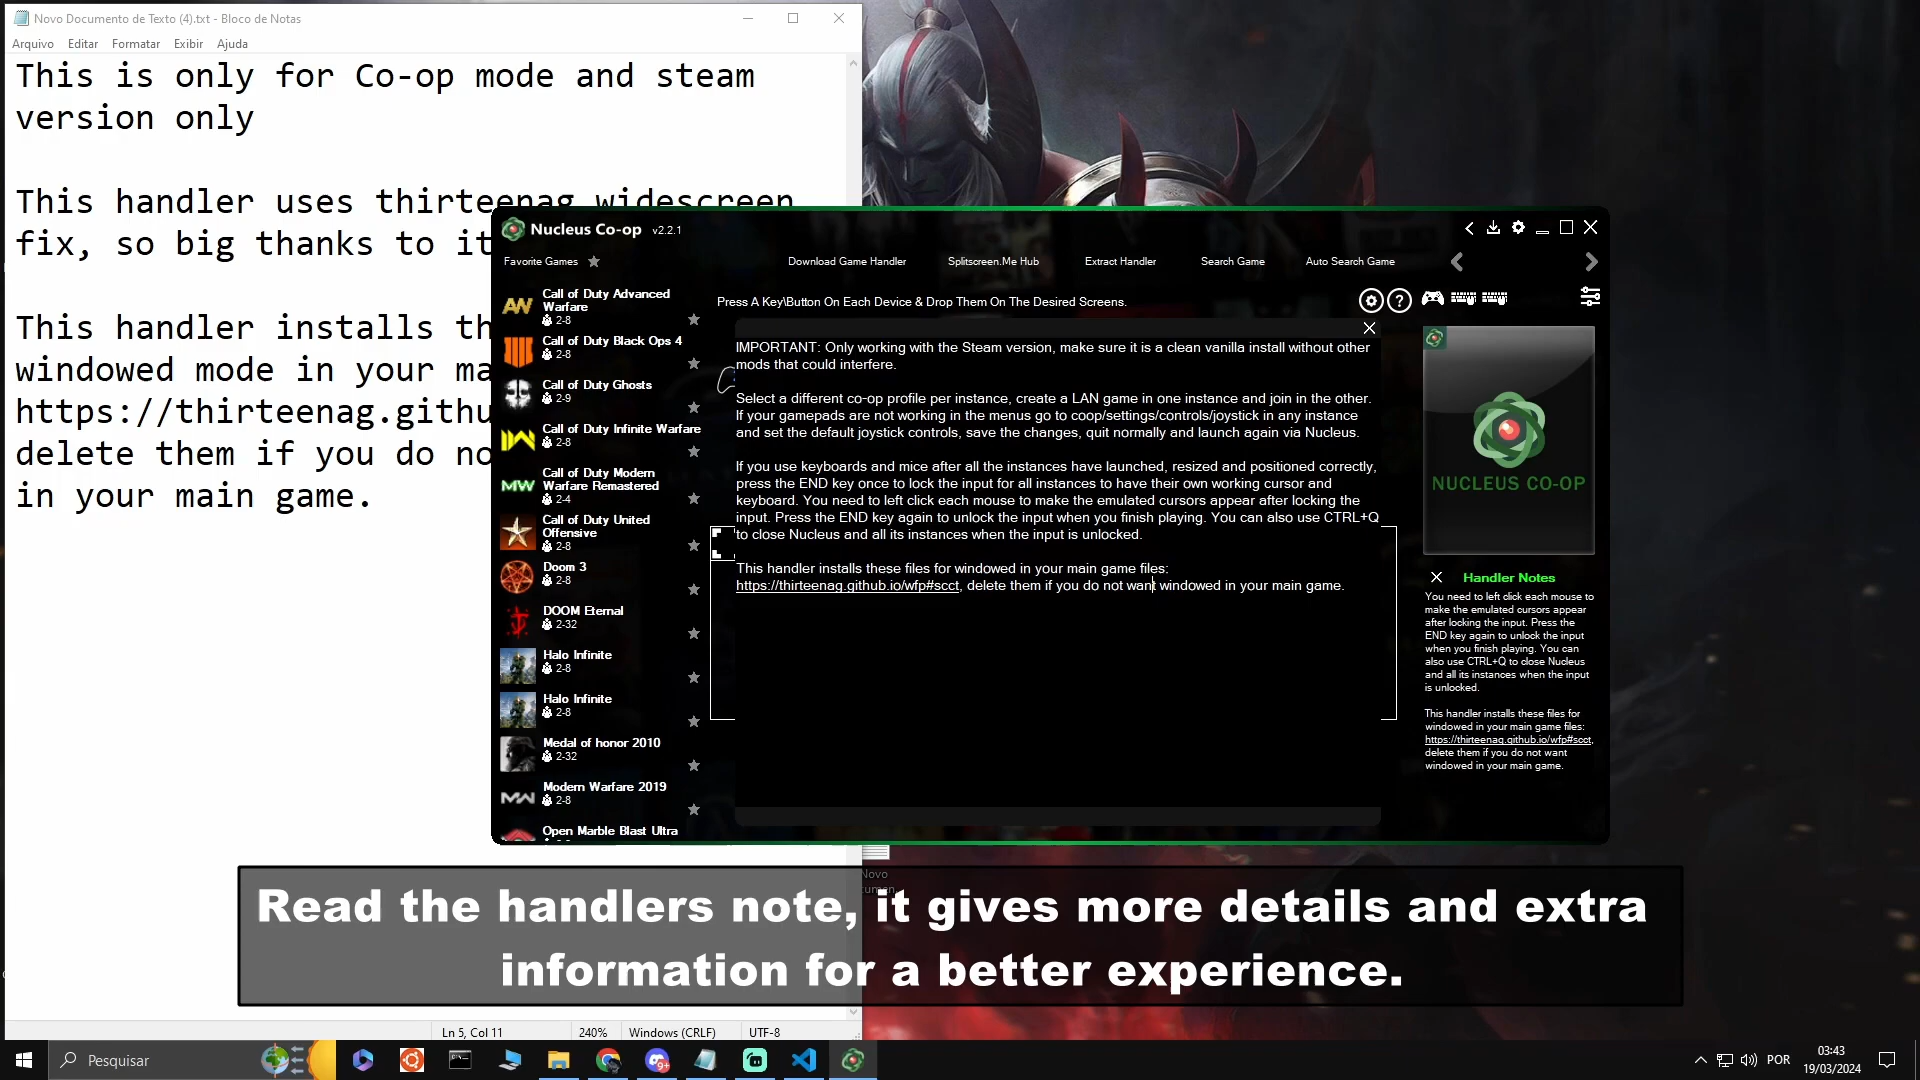 Novo Documento de Texto (4).txt - Bloco de Notas
Arquivo Editar Formatar Exibir Ajuda
This is only for Co-op mode and steam
version only
This handler uses thirteenag widescreen
fix, so big thanks to it
This handler installs th
windowed mode in your ma
https://thirteenag.githu
delete them if you do no
in your main game.
Nucleus Co-op v2.2.1
Favorite Games
Download Game Handler
Splitscreen.Me Hub
Extract Handler
Search Game
Auto Search Game
Call of Duty Advanced
Warfare
2-8
Call of Duty Black Ops 4
2-8
Call of Duty Ghosts
2-9
Call of Duty Infinite Warfare
2-8
Call of Duty Modern
Warfare Remastered
2-4
Call of Duty United
Offensive
2-8
Doom 3
2-8
DOOM Eternal
2-32
Halo Infinite
2-8
Halo Infinite
2-8
Medal of honor 2010
2-32
Modern Warfare 2019
2-8
Open Marble Blast Ultra
Press A Key\Button On Each Device & Drop Them On The Desired Screens.
IMPORTANT: Only working with the Steam version, make sure it is a clean vanilla install without other
mods that could interfere.
Select a different co-op profile per instance, create a LAN game in one instance and join in the other.
If your gamepads are not working in the menus go to coop/settings/controls/joystick in any instance
and set the default joystick controls, save the changes, quit normally and launch again via Nucleus.
If you use keyboards and mice after all the instances have launched, resized and positioned correctly,
press the END key once to lock the input for all instances to have their own working cursor and
keyboard. You need to left click each mouse to make the emulated cursors appear after locking the
input. Press the END key again to unlock the input when you finish playing. You can also use CTRL+Q
to close Nucleus and all its instances when the input is unlocked.
This handler installs these files for windowed in your main game files:
https://thirteenag.github.io/wfp#scct, delete them if you do not want windowed in your main game.
NUCLEUS CO-OP
Handler Notes
You need to left click each mouse to
make the emulated cursors appear
after locking the input. Press the
END key again to unlock the input
when you finish playing. You can
also use CTRL+Q to close Nucleus
and all its instances when the input
is unlocked.
This handler installs these files for
windowed in your main game files:
https://thirteenag.github.io/wfp#scct,
delete them if you do not want
windowed in your main game.
Novo
Read the handlers note, it gives more details and extra
information for a better experience.
Ln 5, Col 11 240% Windows (CRLF) UTF-8
Pesquisar
9+
POR
03:43
19/03/2024